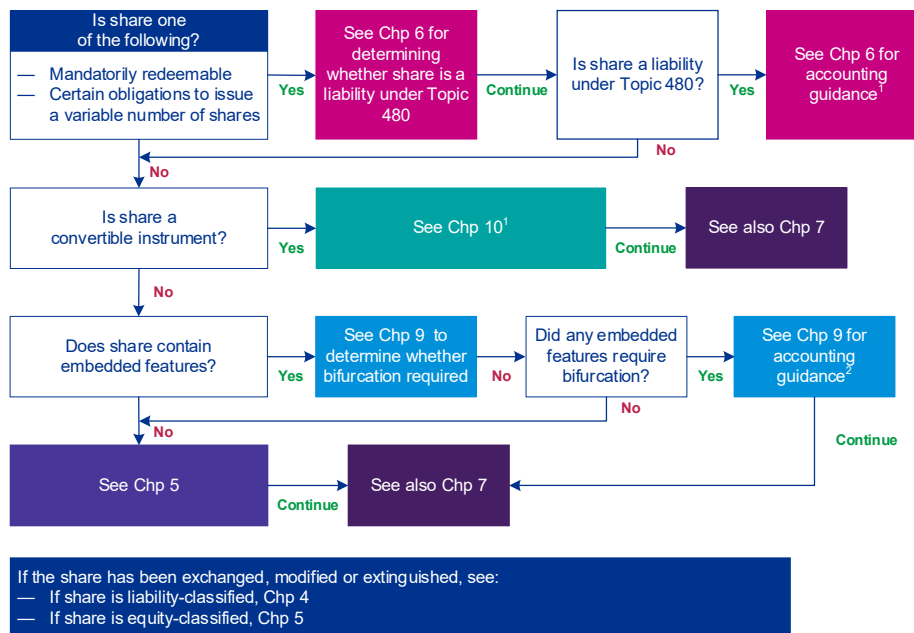 Is share one
of the following?
— Mandatorily redeemable
— Certain obligations to issue
a variable number of shares
Yes
See Chp 6 for
determining
whether share is a
liability under Topic
480
Continue
Is share a liability
under Topic 480?
Yes
See Chp 6 for
accounting
guidance1
No
No
Is share a
convertible instrument?
Yes
See Chp 101
Continue
See also Chp 7
No
Does share contain
embedded features?
Yes
See Chp 9 to
determine whether
bifurcation required
No
Did any embedded
features require
bifurcation?
Yes
See Chp 9 for
accounting
guidance2
No
No
Continue
See Chp 5
Continue
See also Chp 7
If the share has been exchanged, modified or extinguished, see:
— If share is liability-classified, Chp 4
— If share is equity-classified, Chp 5